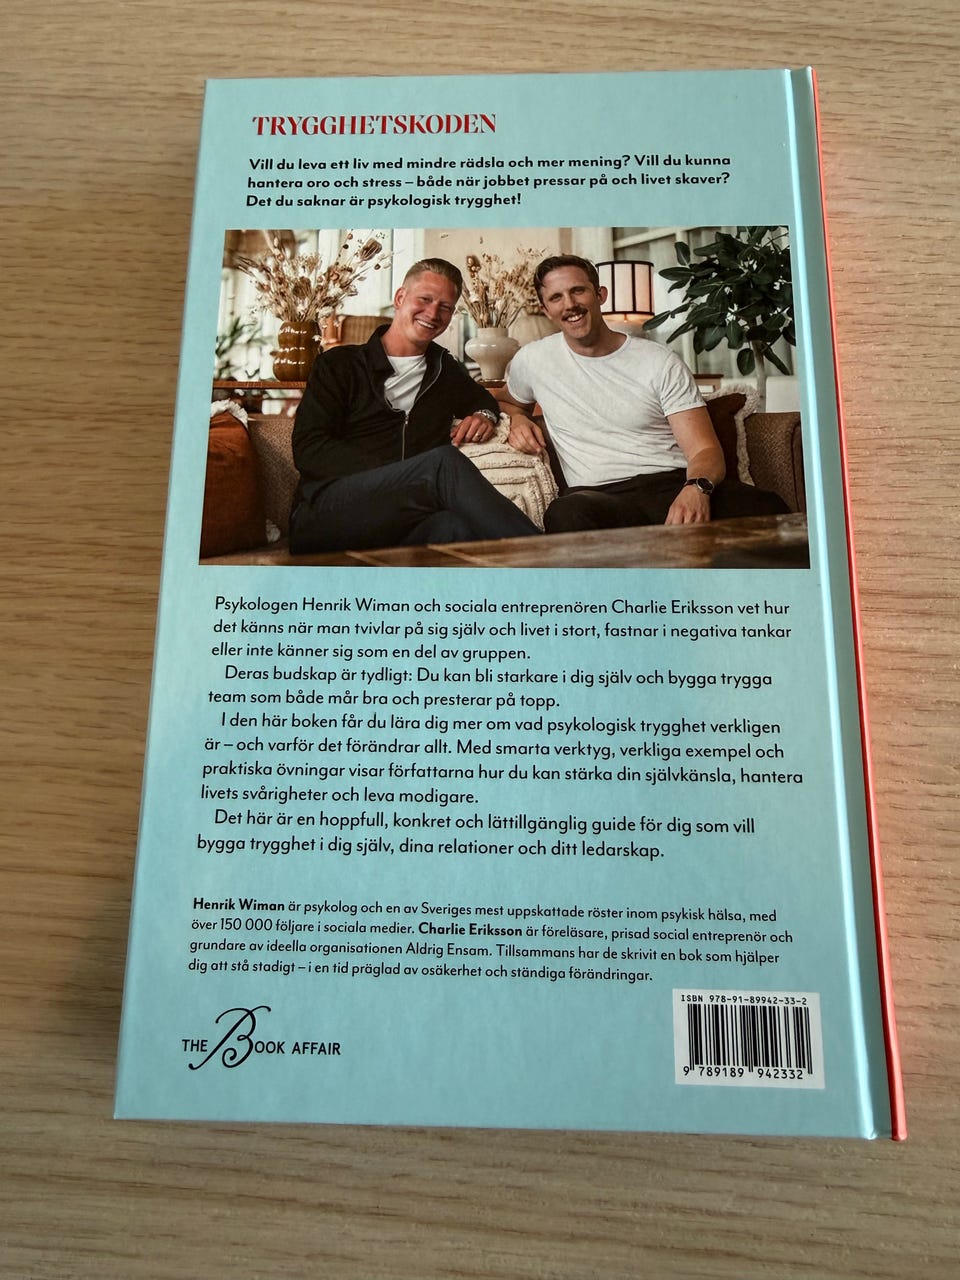 TRYGGHETSKODEN
Vill du leva ett liv med mindre rädsla och mer mening? Vill du kunna
hantera oro och stress – både när jobbet pressar på och livet skaver?
Det du saknar är psykologisk trygghet!
Psykologen Henrik Wiman och sociala entreprenören Charlie Eriksson vet hur
det känns när man tvivlar på sig själv och livet i stort, fastnar i negativa tankar
eller inte känner sig som en del av gruppen.
Deras budskap är tydligt: Du kan bli starkare i dig själv och bygga trygga
team som både mår bra och presterar på topp.
I den här boken får du lära dig mer om vad psykologisk trygghet verkligen
är – och varför det förändrar allt. Med smarta verktyg, verkliga exempel och
praktiska övningar visar författarna hur du kan stärka din självkänsla, hantera
livets svårigheter och leva modigare.
Det här är en hoppfull, konkret och lättillgänglig guide för dig som vill
bygga trygghet i dig själv, dina relationer och ditt ledarskap.
Henrik Wiman är psykolog och en av Sveriges mest uppskattade röster inom psykisk hälsa, med
över 150 000 följare i sociala medier. Charlie Eriksson är föreläsare, prisad social entreprenör och
grundare av ideella organisationen Aldrig Ensam. Tillsammans har de skrivit en bok som hjälper
dig att stå stadigt – i en tid präglad av osäkerhet och ständiga förändringar.
THE BOOK AFFAIR
ISBN 978-91-89942-33-2
9 789189 942332